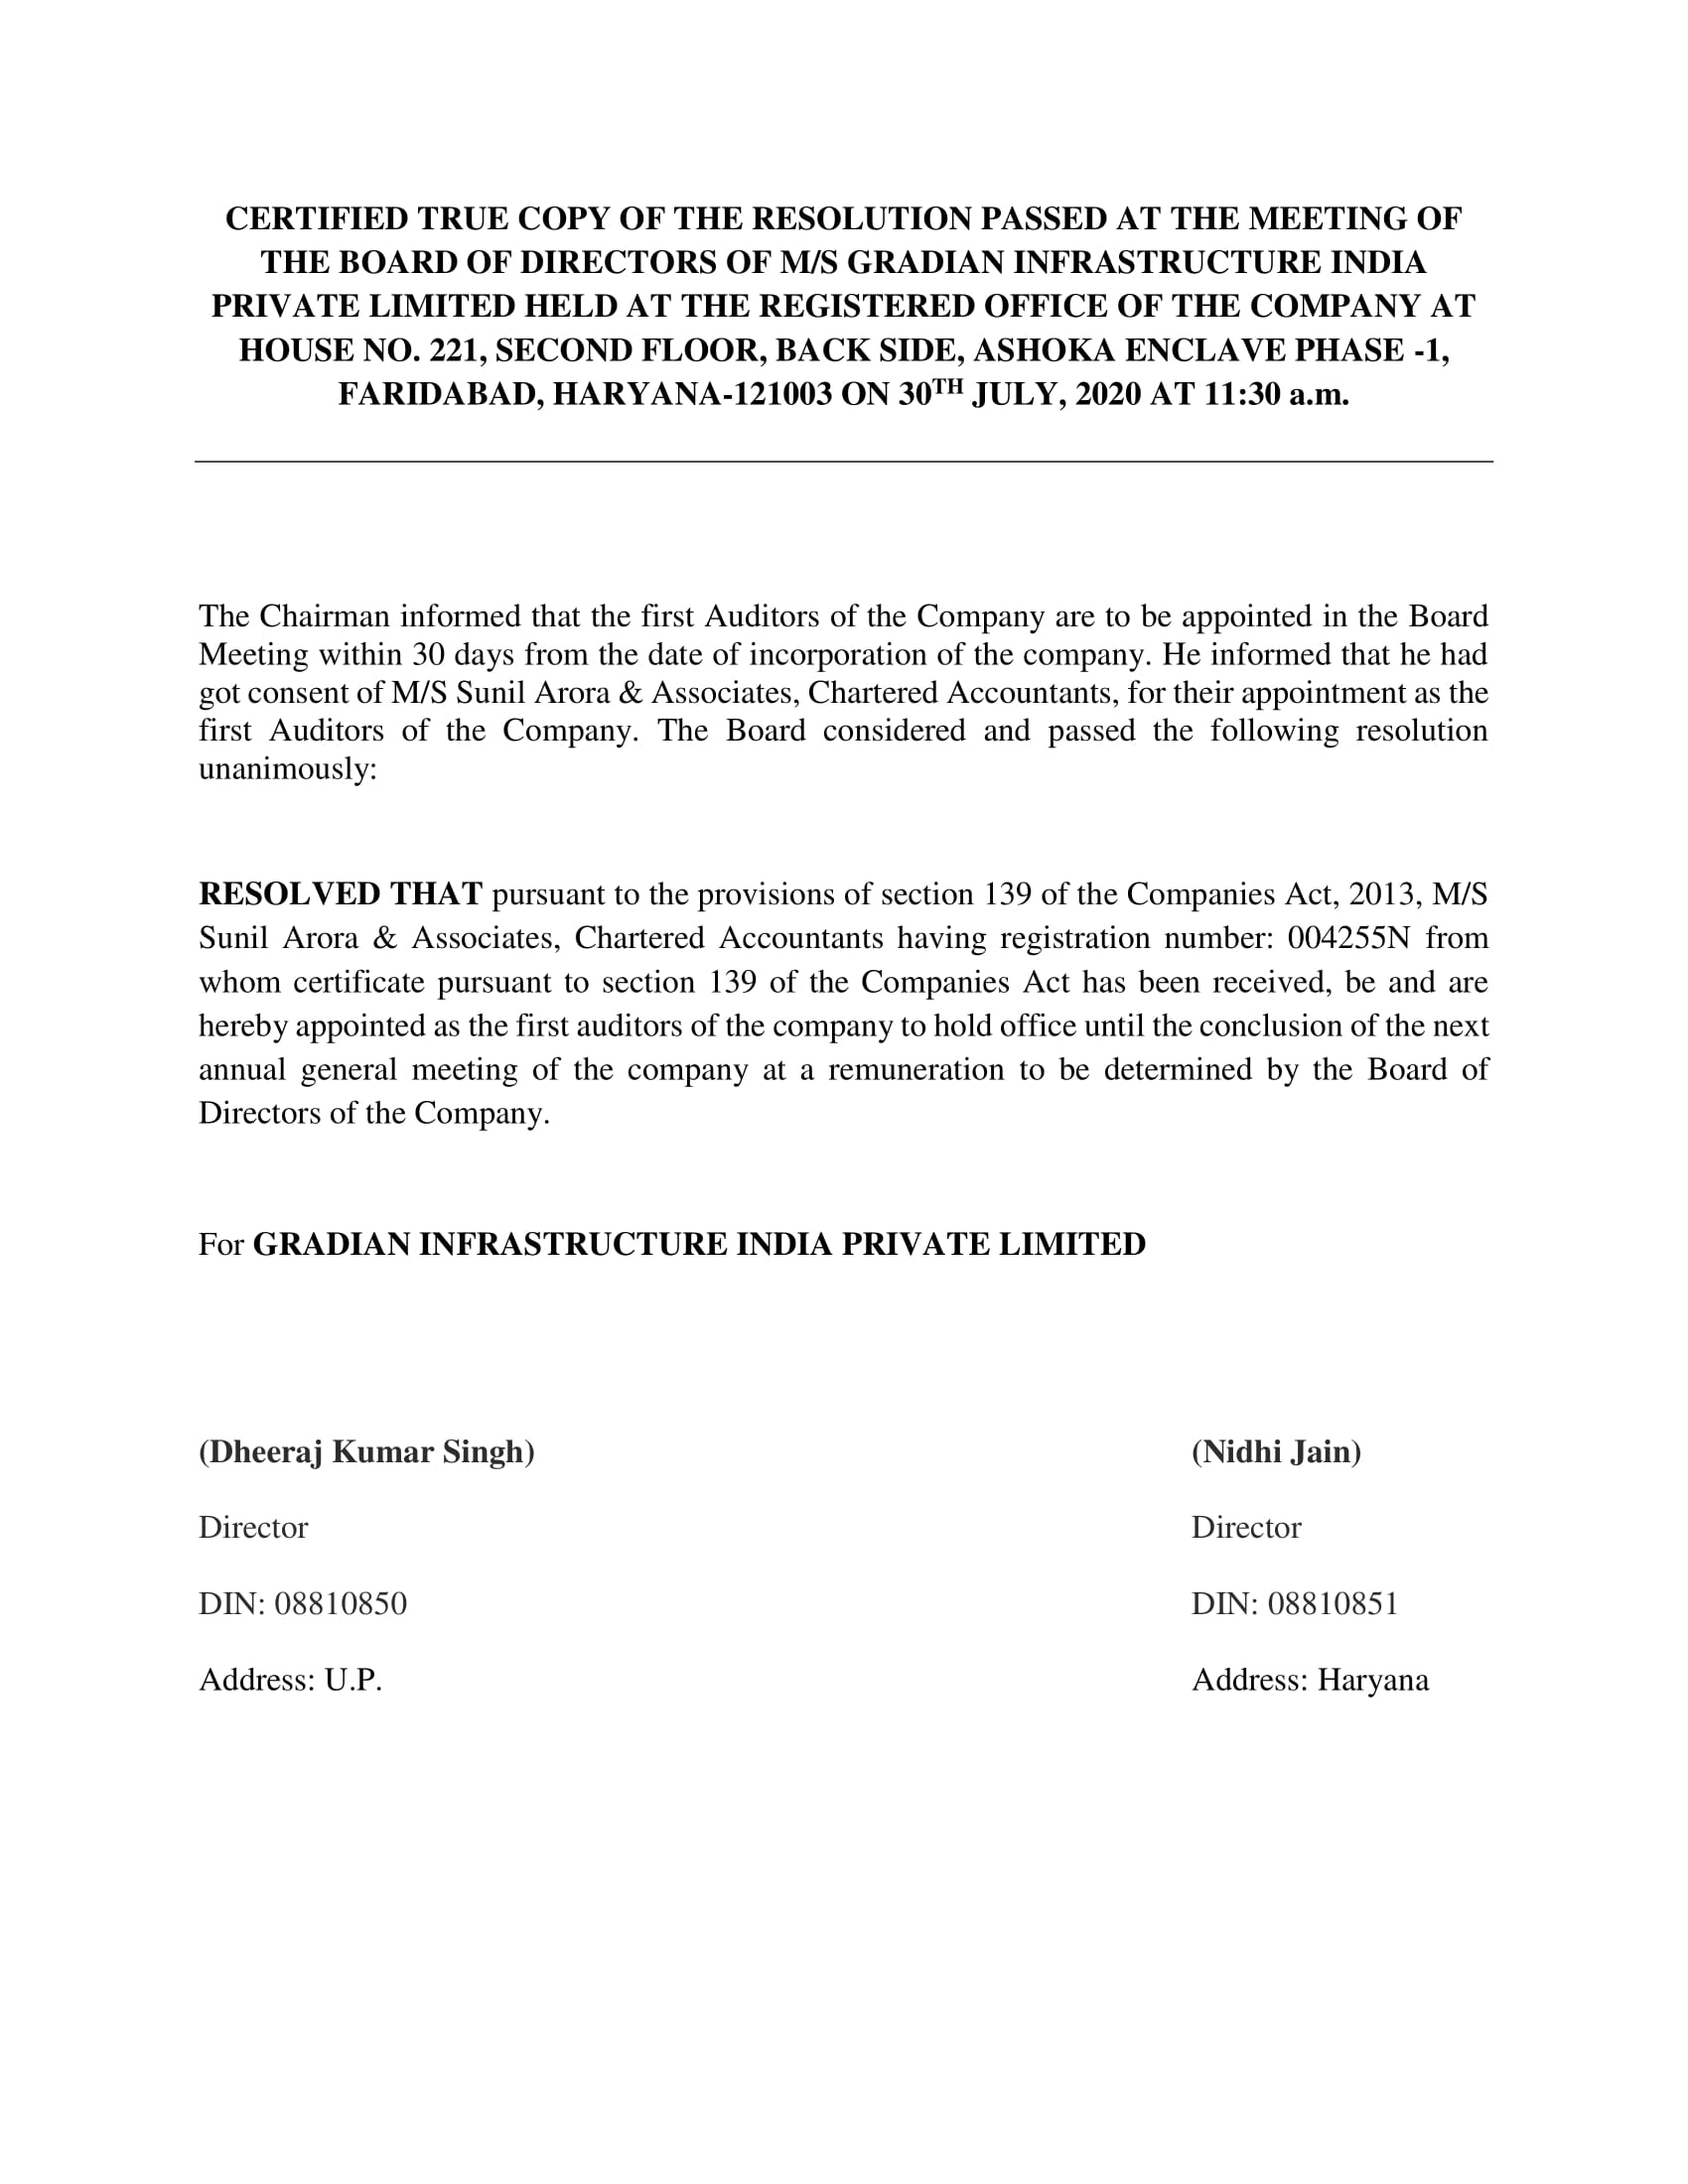 CERTIFIED TRUE COPY OF THE RESOLUTION PASSED AT THE MEETING OF
THE BOARD OF DIRECTORS OF M/S GRADIAN INFRASTRUCTURE INDIA
PRIVATE LIMITED HELD AT THE REGISTERED OFFICE OF THE COMPANY AT
HOUSE NO. 221, SECOND FLOOR, BACK SIDE, ASHOKA ENCLAVE PHASE -1,
FARIDABAD, HARYANA-121003 ON 30TH JULY, 2020 AT 11:30 a.m.
The Chairman informed that the first Auditors of the Company are to be appointed in the Board
Meeting within 30 days from the date of incorporation of the company. He informed that he had
got consent of M/S Sunil Arora & Associates, Chartered Accountants, for their appointment as the
first Auditors of the Company. The Board considered and passed the following resolution
unanimously:
RESOLVED THAT pursuant to the provisions of section 139 of the Companies Act, 2013, M/S
Sunil Arora & Associates, Chartered Accountants having registration number: 004255N from
whom certificate pursuant to section 139 of the Companies Act has been received, be and are
hereby appointed as the first auditors of the company to hold office until the conclusion of the next
annual general meeting of the company at a remuneration to be determined by the Board of
Directors of the Company.
For GRADIAN INFRASTRUCTURE INDIA PRIVATE LIMITED
(Dheeraj Kumar Singh) (Nidhi Jain)
Director Director
DIN: 08810850 DIN: 08810851
Address: U.P. Address: Haryana